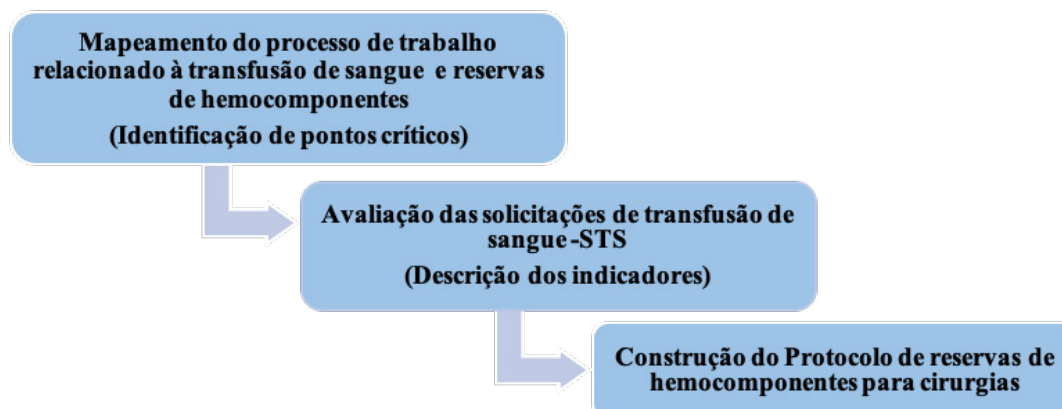 Mapeamento do processo de trabalho
relacionado à transfusão de sangue e reservas
de hemocomponentes
(Identificação de pontos críticos)
Avaliação das solicitações de transfusão de
sangue-STS
(Descrição dos indicadores)
Construção do Protocolo de reservas de
hemocomponentes para cirurgias